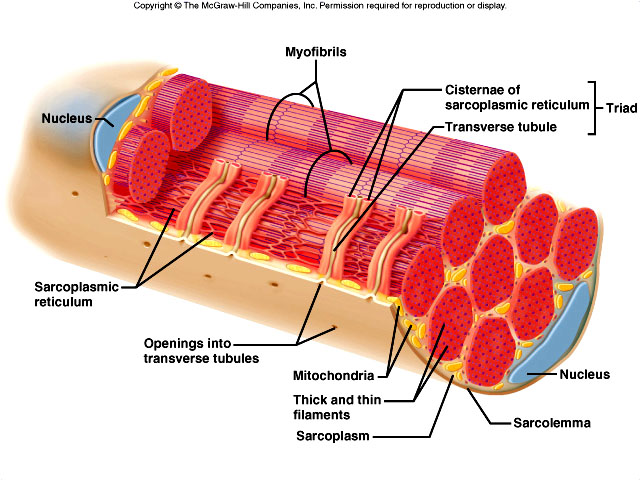 Copyright © The McGraw-Hill Companies, Inc. Permission required for reproduction or display.
Myofibrils
Cisternae of
sarcoplasmic reticulum
Triad
Nucleus
Transverse tubule
Sarcoplasmic
reticulum
Openings into
transverse tubules
Mitochondria
Nucleus
Thick and thin
filaments
Sarcolemma
Sarcoplasm